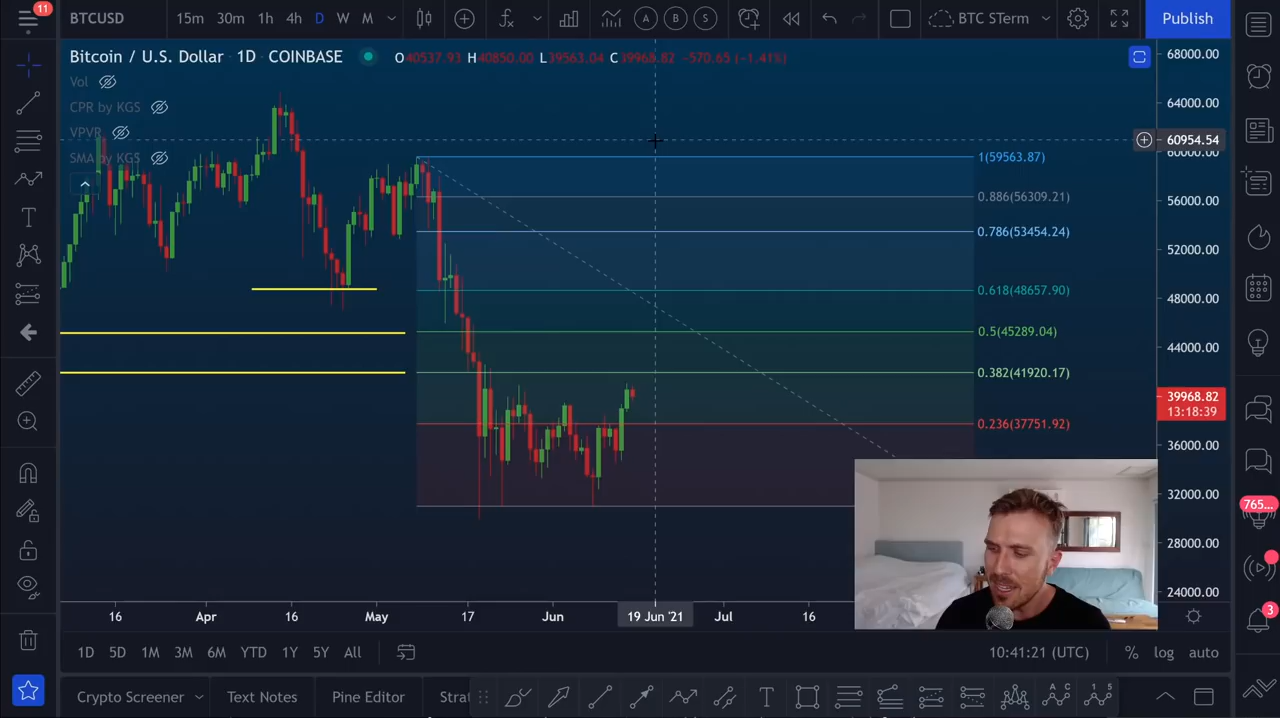 11
BTCUSD 15m 30m 1h 4h D W M A B S BTC STerm Publish
Bitcoin / U.S. Dollar · 1D · COINBASE O40537.93 H40850.00 L39563.04 C39968.82 −570.65 (−1.41%)
Vol
CPR by KGS
VPVR
SMA by KGS
68000.00
64000.00
60954.54
60000.00
56000.00
52000.00
48000.00
44000.00
39968.82
13:18:39
36000.00
32000.00
28000.00
24000.00
1(59563.87)
0.886(56309.21)
0.786(53454.24)
0.618(48657.90)
0.5(45289.04)
0.382(41920.17)
0.236(37751.92)
765...
3
16 Apr 16 May 17 Jun 19 Jun '21 Jul 16
1D 5D 1M 3M 6M YTD 1Y 5Y All 10:41:21 (UTC) % log auto
Crypto Screener Text Notes Pine Editor Strat T A C 1 5